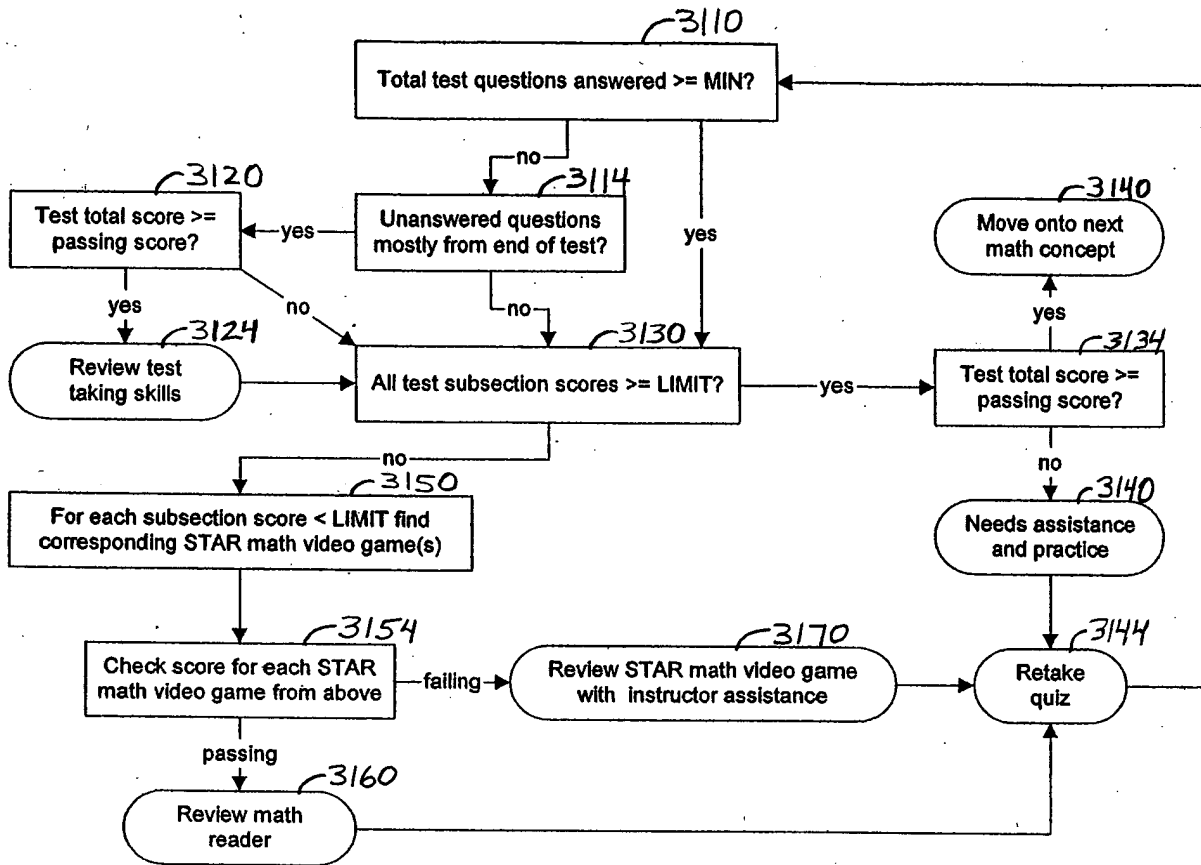 3110
Total test questions answered >= MIN?
no
3120
3114
3140
Test total score >=
passing score?
yes
Unanswered questions
mostly from end of test?
yes
Move onto next
math concept
yes
no
no
yes
3124
3130
3134
Review test
taking skills
All test subsection scores >= LIMIT?
yes
Test total score >=
passing score?
no
no
3150
3140
For each subsection score < LIMIT find
corresponding STAR math video game(s)
Needs assistance
and practice
3154
3170
3144
Check score for each STAR
math video game from above
failing
Review STAR math video game
with instructor assistance
Retake
quiz
passing
3160
Review math
reader